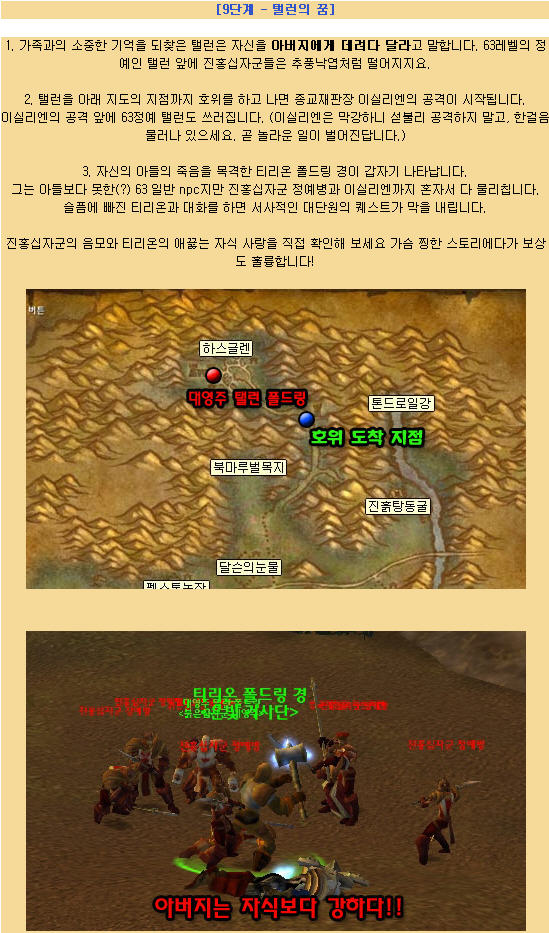 [9단계 - 탤런의 꿈]
1. 가족과의 소중한 기억을 되찾은 탤런은 자신을 아버지에게 데려다 달라고 말합니다. 63레벨의 정
예인 탤런 앞에 진홍십자군들은 추풍낙엽처럼 떨어지지요.
2. 탤런을 아래 지도의 지점까지 호위를 하고 나면 종교재판장 이실리엔의 공격이 시작됩니다.
이실리엔의 공격 앞에 63정예 탤런도 쓰러집니다. (이실리엔은 막강하니 섣불리 공격하지 말고, 한걸음
물러나 있으세요. 곧 놀라운 일이 벌어진답니다.)
3. 자신의 아들의 죽음을 목격한 티리온 폴드링 경이 갑자기 나타납니다.
그는 아들보다 못한(?) 63 일반 npc지만 진홍십자군 정예병과 이실리엔까지 혼자서 다 물리칩니다.
슬픔에 빠진 티리온과 대화를 하면 서사적인 대단원의 퀘스트가 막을 내립니다.
진홍십자군의 음모와 티리온의 애끓는 자식 사랑을 직접 확인해 보세요 가슴 찡한 스토리에다가 보상
도 훌륭합니다!
버튼
하스글렌
대영주 탤런 폴드링
톤드로일강
호위 도착 지점
북마루벌목지
진흙탕동굴
달슨의눈물
펠스톤농장
티리온 폴드링 경
진홍십자군 정예병
진홍십자군 정예병
대영주 탤런 폴드링
진홍십자군 정예병
진홍십자군 정예병
아버지는 자식보다 강하다!!